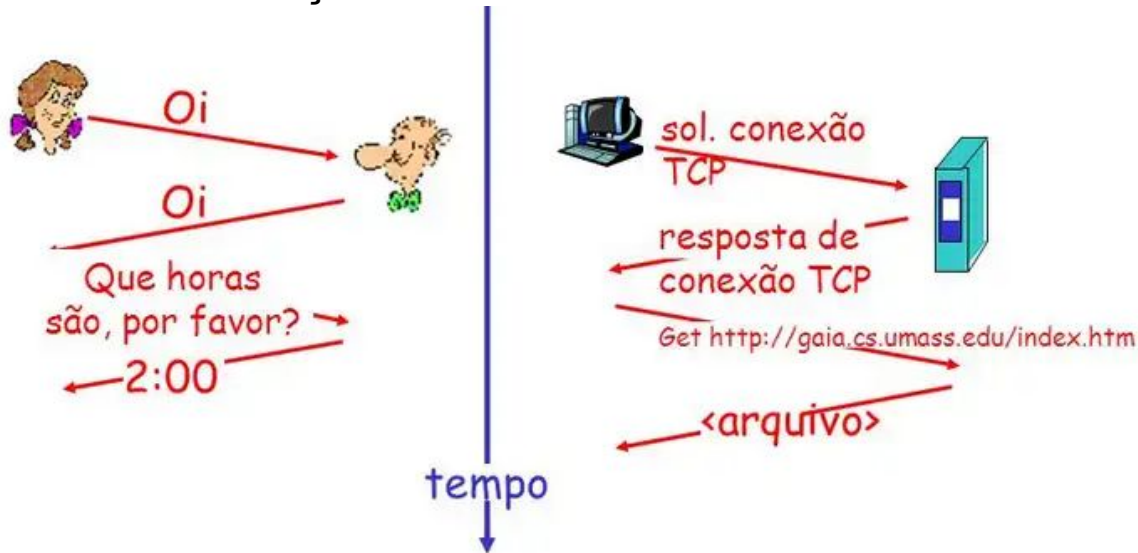 Oi
Oi
Que horas
são, por favor?
2:00
tempo
sol. conexão
TCP
resposta de
conexão TCP
Get http://gaia.cs.umass.edu/index.htm
<arquivo>